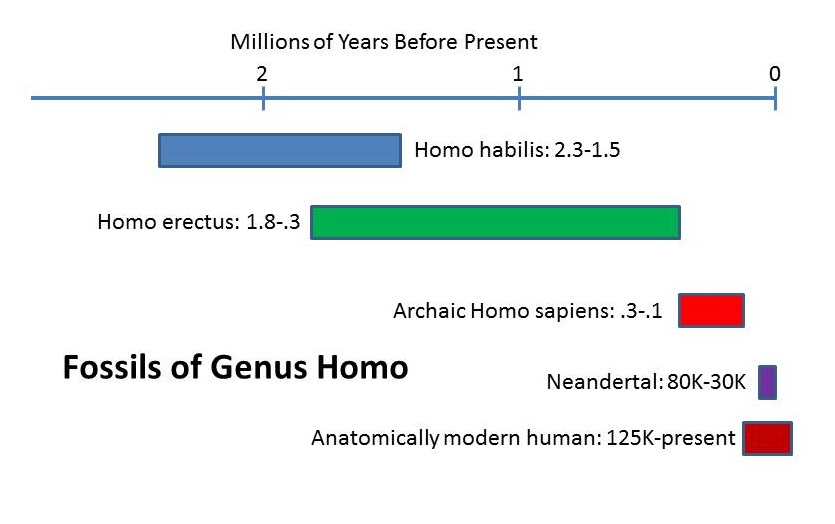 Millions of Years Before Present
2 1 0
Homo habilis: 2.3-1.5
Homo erectus: 1.8-.3
Archaic Homo sapiens: .3-.1
Fossils of Genus Homo
Neandertal: 80K-30K
Anatomically modern human: 125K-present